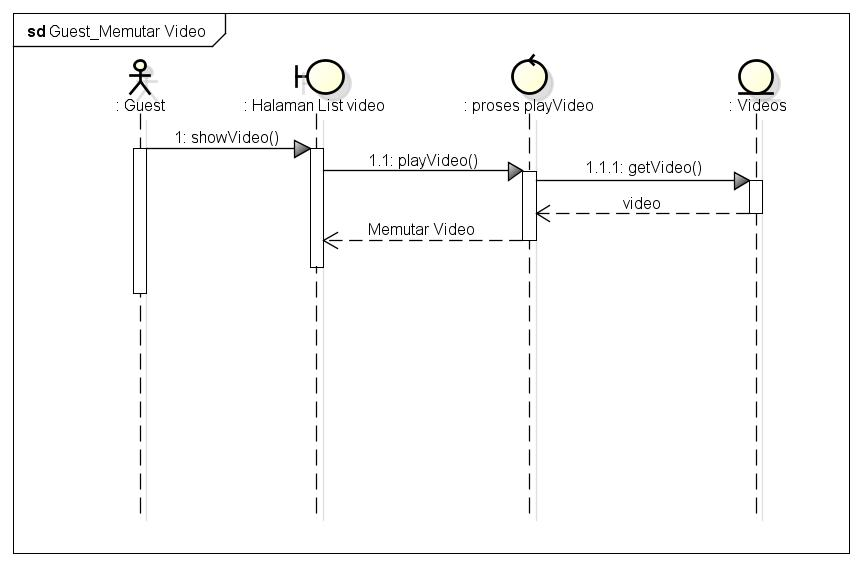 sd Guest_Memutar Video
: Guest
: Halaman List video
: proses playVideo
: Videos
1: showVideo()
1.1: playVideo()
1.1.1: getVideo()
video
Memutar Video